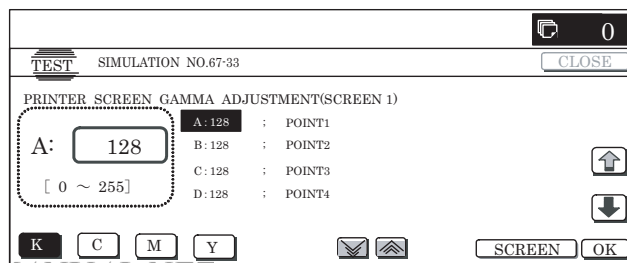 0
TEST SIMULATION NO.67-33 CLOSE
PRINTER SCREEN GAMMA ADJUSTMENT(SCREEN 1)
A: 128
[ 0 ~ 255]
A:128 ; POINT1
B:128 ; POINT2
C:128 ; POINT3
D:128 ; POINT4
K C M Y SCREEN OK